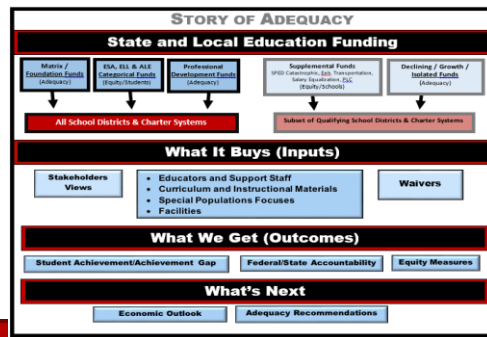 STORY OF ADEQUACY
State and Local Education Funding
Matrix /
Foundation Funds
(Adequacy)
ESA, ELL & ALE
Categorical Funds
(Equity/Students)
Professional
Development Funds
(Adequacy)
Supplemental Funds
SPED Catastrophic, Enh. Transportation,
Salary Equalization, PLC
(Equity/Schools)
Declining / Growth /
Isolated Funds
(Adequacy)
All School Districts & Charter Systems
Subset of Qualifying School Districts & Charter Systems
What It Buys (Inputs)
Stakeholders
Views
• Educators and Support Staff
• Curriculum and Instructional Materials
• Special Populations Focuses
• Facilities
Waivers
What We Get (Outcomes)
Student Achievement/Achievement Gap
Federal/State Accountability
Equity Measures
What's Next
Economic Outlook
Adequacy Recommendations